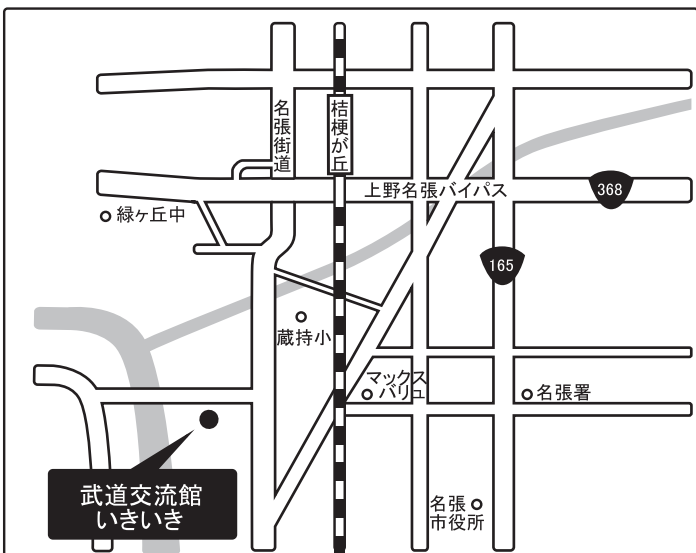 名張街道
桔梗が丘
上野名張バイパス
368
緑ヶ丘中
165
蔵持小
マックス
バリュ
名張署
武道交流館
いきいき
名張
市役所